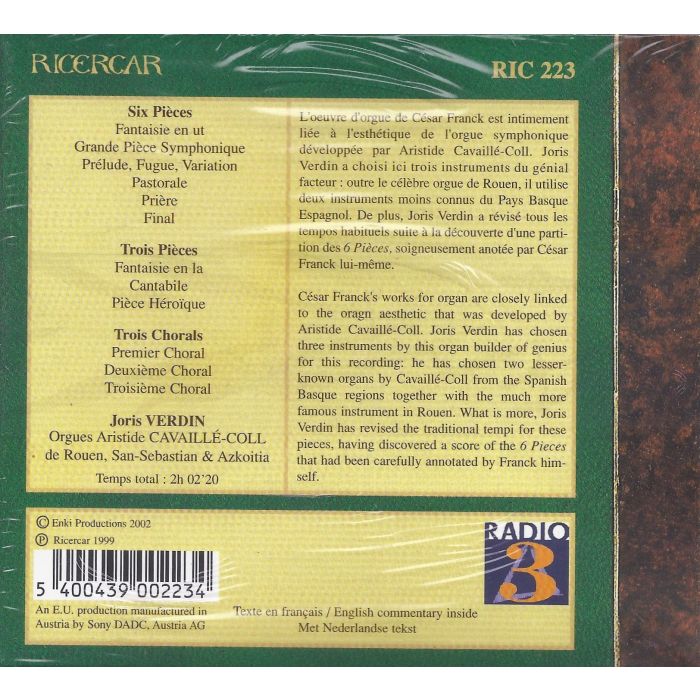 RICERCAR
RIC 223
Six Pièces
Fantaisie en ut
Grande Pièce Symphonique
Prélude, Fugue, Variation
Pastorale
Prière
Final
Trois Pièces
Fantaisie en la
Cantabile
Pièce Héroïque
Trois Chorals
Premier Choral
Deuxième Choral
Troisième Choral
Joris VERDIN
Orgues Aristide CAVAILLÉ-COLL
de Rouen, San-Sebastian & Azkoitia
Temps total : 2h 02'20
L'oeuvre d'orgue de César Franck est intimement
liée à l'esthétique de l'orgue symphonique
développée par Aristide Cavaillé-Coll. Joris
Verdin a choisi ici trois instruments du génial
facteur : outre le célèbre orgue de Rouen, il utilise
deux instruments moins connus du Pays Basque
Espagnol. De plus, Joris Verdin a révisé tous les
tempos habituels suite à la découverte d'une parti-
tion des 6 Pièces, soigneusement anotée par César
Franck lui-même.
César Franck's works for organ are closely linked
to the oragn aesthetic that was developed by
Aristide Cavaillé-Coll. Joris Verdin has chosen
three instruments by this organ builder of genius
for this recording: he has chosen two lesser-
known organs by Cavaillé-Coll from the Spanish
Basque regions together with the much more
famous instrument in Rouen. What is more, Joris
Verdin has revised the traditional tempi for these
pieces, having discovered a score of the 6 Pieces
that had been carefully annotated by Franck him-
self.
© Enki Productions 2002
℗ Ricercar 1999
5 400439 002234
An E.U. production manufactured in
Austria by Sony DADC, Austria AG
Texte en français / English commentary inside
Met Nederlandse tekst
RADIO
3